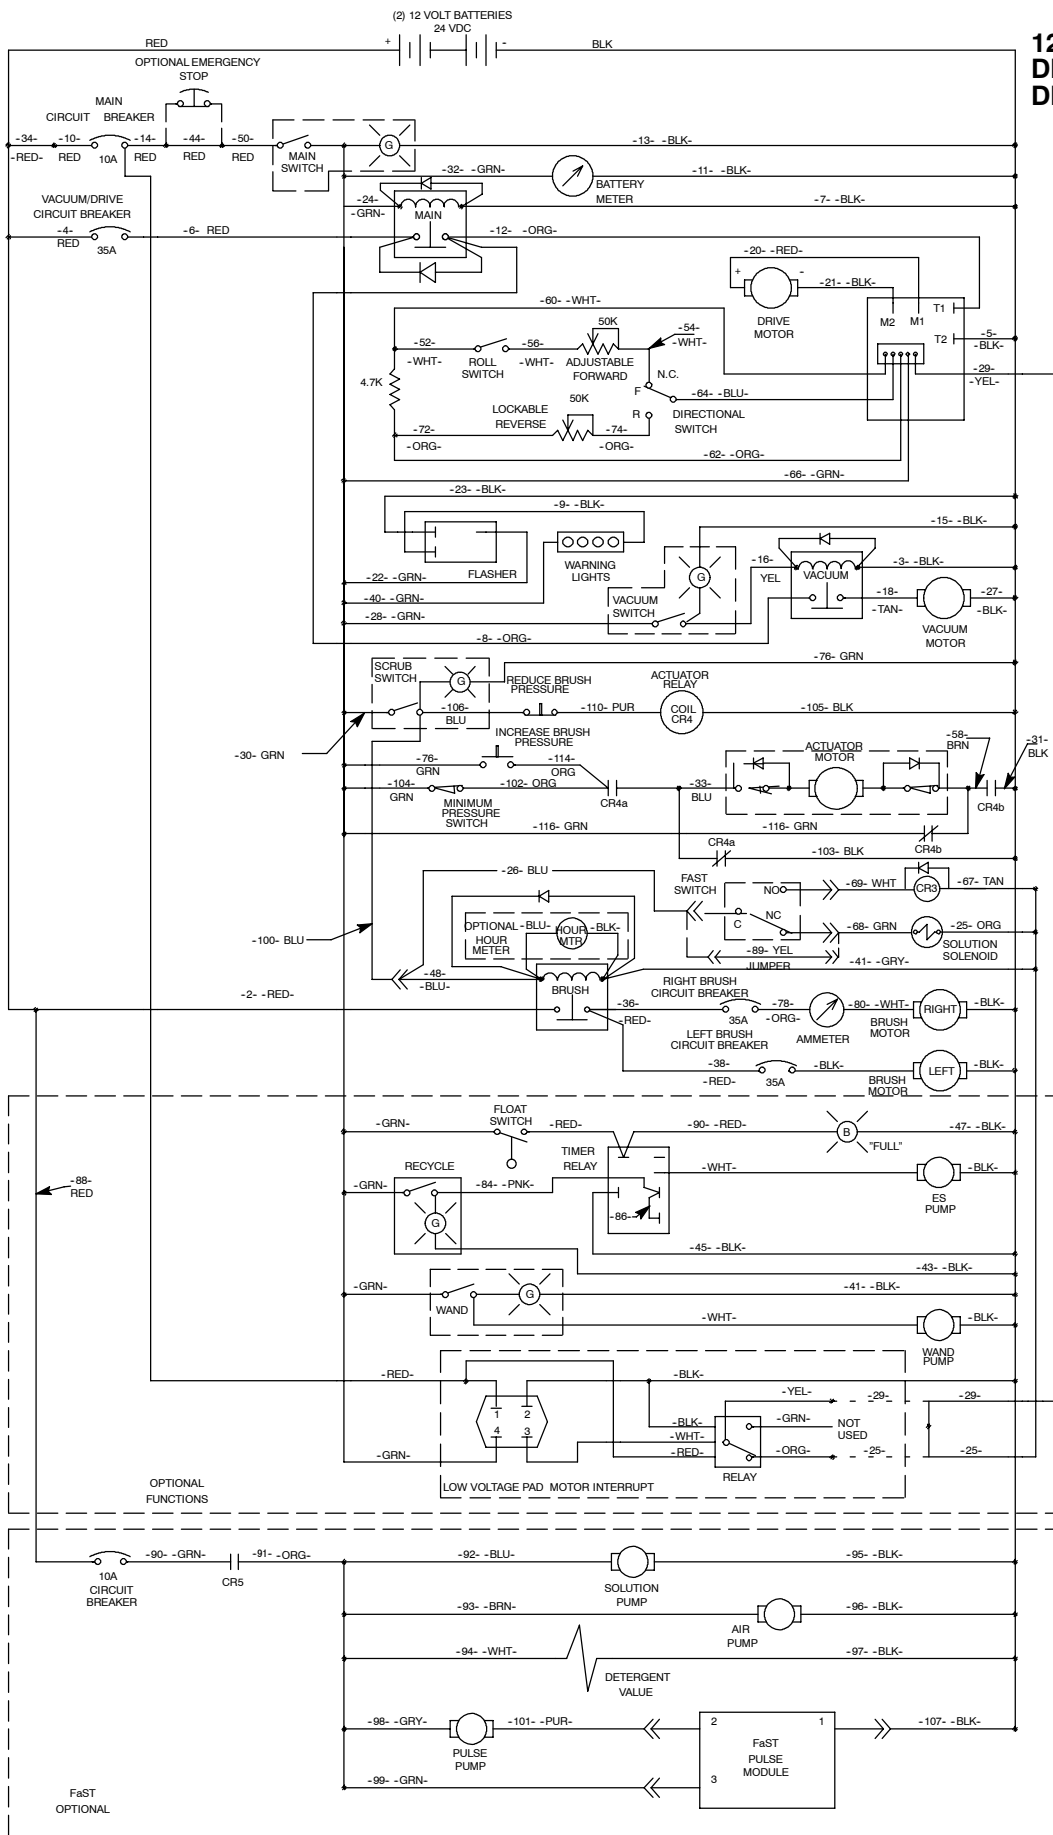 (2) 12 VOLT BATTERIES
24 VDC
RED
+
-
BLK
12
DI
DI
OPTIONAL EMERGENCY
STOP
MAIN
CIRCUIT BREAKER
-34-
-RED-
-10-
RED
10A
-14-
RED
-44-
RED
-50-
RED
MAIN
SWITCH
G
-13- -BLK-
-32- -GRN-
BATTERY
METER
-11- -BLK-
-24-
-GRN-
MAIN
-7- -BLK-
VACUUM/DRIVE
CIRCUIT BREAKER
-4-
RED
35A
-6- RED
-12- -ORG-
-20- -RED-
+
-
-21- -BLK-
DRIVE
MOTOR
M2
M1
T1
T2
-5-
-BLK-
-29-
-YEL-
-60- -WHT-
-52-
-WHT-
ROLL
SWITCH
-56-
-WHT-
50K
ADJUSTABLE
FORWARD
-54-
-WHT-
4.7K
N.C.
F
-64- -BLU-
50K
LOCKABLE
REVERSE
R
DIRECTIONAL
SWITCH
-72-
-ORG-
-74-
-ORG-
-62- -ORG-
-66- -GRN-
-23- -BLK-
-9- -BLK-
FLASHER
WARNING
LIGHTS
-15- -BLK-
-16-
YEL
VACUUM
-3- -BLK-
-22- -GRN-
-40- -GRN-
-28- -GRN-
G
VACUUM
SWITCH
-18-
-TAN-
-27-
-BLK-
VACUUM
MOTOR
-8- -ORG-
-76- GRN
SCRUB
SWITCH
G
REDUCE BRUSH
PRESSURE
ACTUATOR
RELAY
-106-
BLU
-110- PUR
COIL
CR4
-105- BLK
-30- GRN
INCREASE BRUSH
PRESSURE
-76-
GRN
-114-
ORG
ACTUATOR
MOTOR
-58-
BRN
-31-
BLK
-104-
GRN
-102- ORG
MINIMUM
PRESSURE
SWITCH
CR4a
-33-
BLU
CR4b
-116- GRN
-116- GRN
CR4b
CR4a
-103- BLK
-26- BLU
FAST
SWITCH
NO
C
NC
-69- WHT
CR3
-67- TAN
-68- GRN
-25- ORG
SOLUTION
SOLENOID
OPTIONAL
HOUR
METER
-BLU-
HOUR
MTR
-BLK-
-100- BLU
-89- YEL
JUMPER
-41- -GRY-
-48-
-BLU-
BRUSH
-2- -RED-
-36-
-RED-
RIGHT BRUSH
CIRCUIT BREAKER
35A
-78-
-ORG-
AMMETER
-80- -WHT-
BRUSH
MOTOR
RIGHT
-BLK-
LEFT BRUSH
CIRCUIT BREAKER
-38-
-RED-
35A
-BLK-
BRUSH
MOTOR
LEFT
-BLK-
FLOAT
SWITCH
-GRN-
-RED-
TIMER
RELAY
-90- -RED-
B
"FULL"
-47- -BLK-
-88-
RED
RECYCLE
-GRN-
-84- -PNK-
G
-WHT-
ES
PUMP
-BLK-
-86-
-45- -BLK-
-43- -BLK-
-GRN-
WAND
G
-41- -BLK-
-WHT-
WAND
PUMP
-BLK-
-RED-
-BLK-
1
2
4
3
-YEL-
-29-
-29-
-BLK-
-WHT-
-RED-
-GRN-
NOT
USED
-ORG-
-25-
-25-
RELAY
-GRN-
LOW VOLTAGE PAD MOTOR INTERRUPT
OPTIONAL
FUNCTIONS
10A
CIRCUIT
BREAKER
-90- -GRN-
CR5
-91- -ORG-
-92- -BLU-
SOLUTION
PUMP
-95- -BLK-
-93- -BRN-
AIR
PUMP
-96- -BLK-
-94- -WHT-
DETERGENT
VALUE
-97- -BLK-
-98- -GRY-
PULSE
PUMP
-101- -PUR-
2
1
FaST
PULSE
MODULE
3
-107- -BLK-
-99- -GRN-
FaST
OPTIONAL